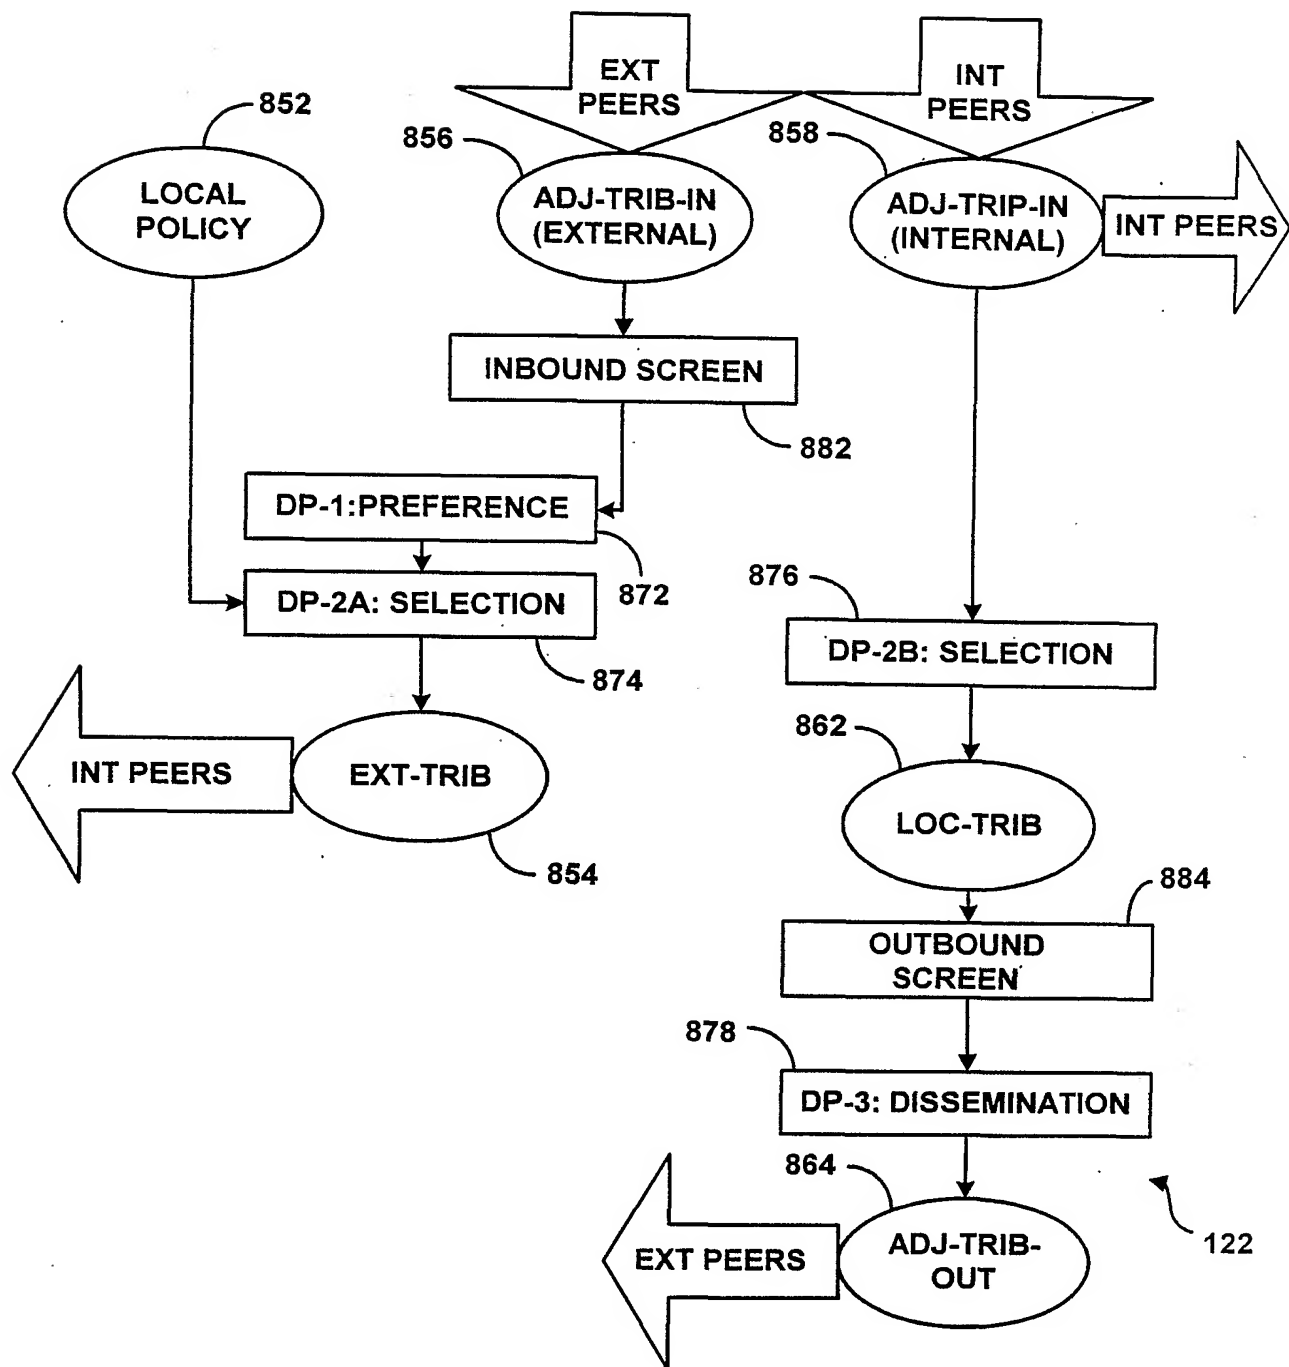 EXT
PEERS
INT
PEERS
852
856
858
LOCAL
POLICY
ADJ-TRIB-IN
(EXTERNAL)
ADJ-TRIP-IN
(INTERNAL)
INT PEERS
INBOUND SCREEN
882
DP-1:PREFERENCE
872
876
DP-2A: SELECTION
874
DP-2B: SELECTION
862
INT PEERS
EXT-TRIB
854
LOC-TRIB
884
OUTBOUND
SCREEN
878
DP-3: DISSEMINATION
864
122
EXT PEERS
ADJ-TRIB-
OUT